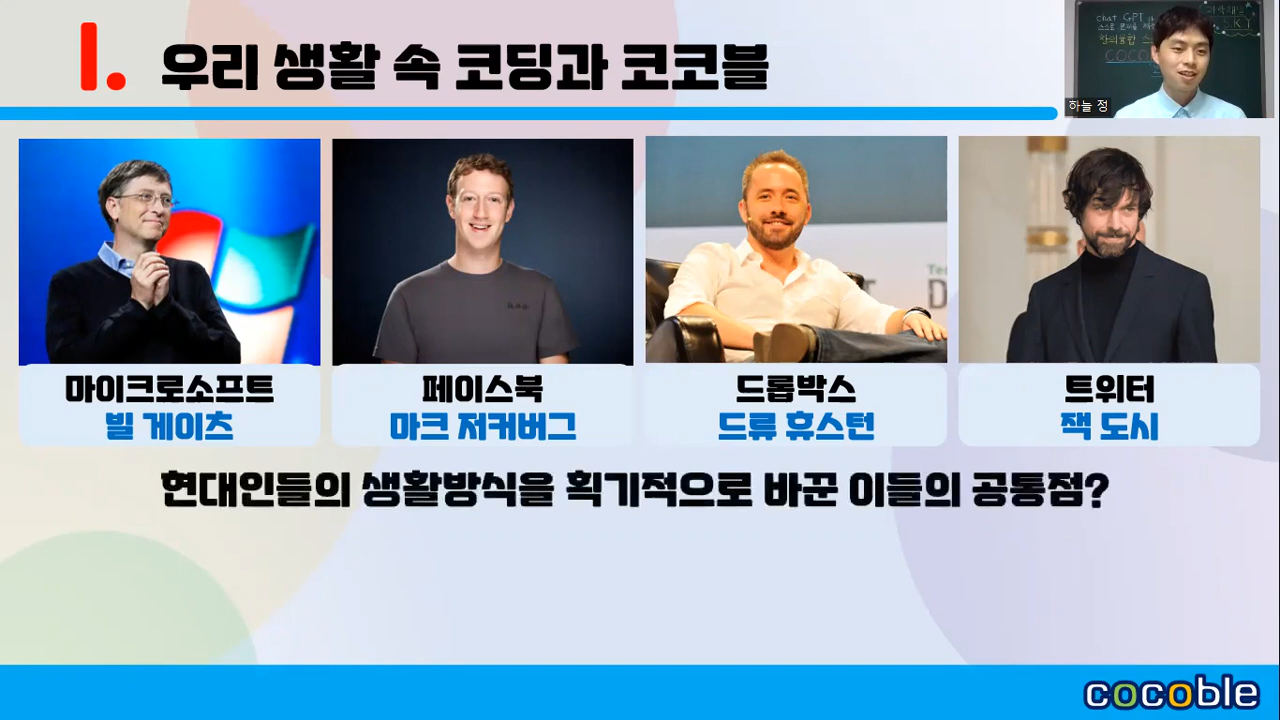 I. 우리 생활 속 코딩과 코코블
chat GPT
하늘 정
마이크로소프트
빌 게이츠
페이스북
마크 저커버그
드롭박스
드류 휴스턴
트위터
잭 도시
현대인들의 생활방식을 획기적으로 바꾼 이들의 공통점?
cocoble